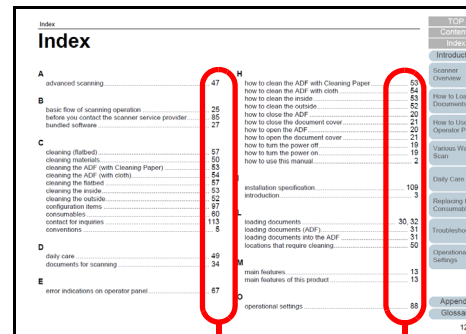 Index
Index
A
advanced scanning 47
B
basic flow of scanning operation 25
before you contact the scanner service provider 85
bundled software 27
C
cleaning (flatbed) 57
cleaning materials 50
cleaning the ADF (with Cleaning Paper) 53
cleaning the ADF (with cloth) 54
cleaning the flatbed 57
cleaning the inside 53
cleaning the outside 52
configuration items 97
consumables 60
contact for inquiries 113
conventions 5
D
daily care 49
documents for scanning 34
E
error indications on operator panel 67
H
how to clean the ADF with Cleaning Paper 53
how to clean the ADF with cloth 54
how to clean the inside 53
how to clean the outside 52
how to close the ADF 20
how to close the document cover 21
how to open the ADF 20
how to open the document cover 21
how to turn the power off 19
how to turn the power on 19
how to use this manual 2
I
installation specification 109
introduction 3
L
loading documents 30, 32
loading documents (ADF) 31
loading documents into the ADF 31
locations that require cleaning 50
M
main features 13
main features of this product 13
O
operational settings 88
TOP
Conten
Index
Introduct
Scanner
Overview
How to Loa
Documents
How to Use
Operator P
Various Wa
Scan
Daily Care
Replacing
Consumab
Troublesho
Operationa
Settings
Append
Glossa
12